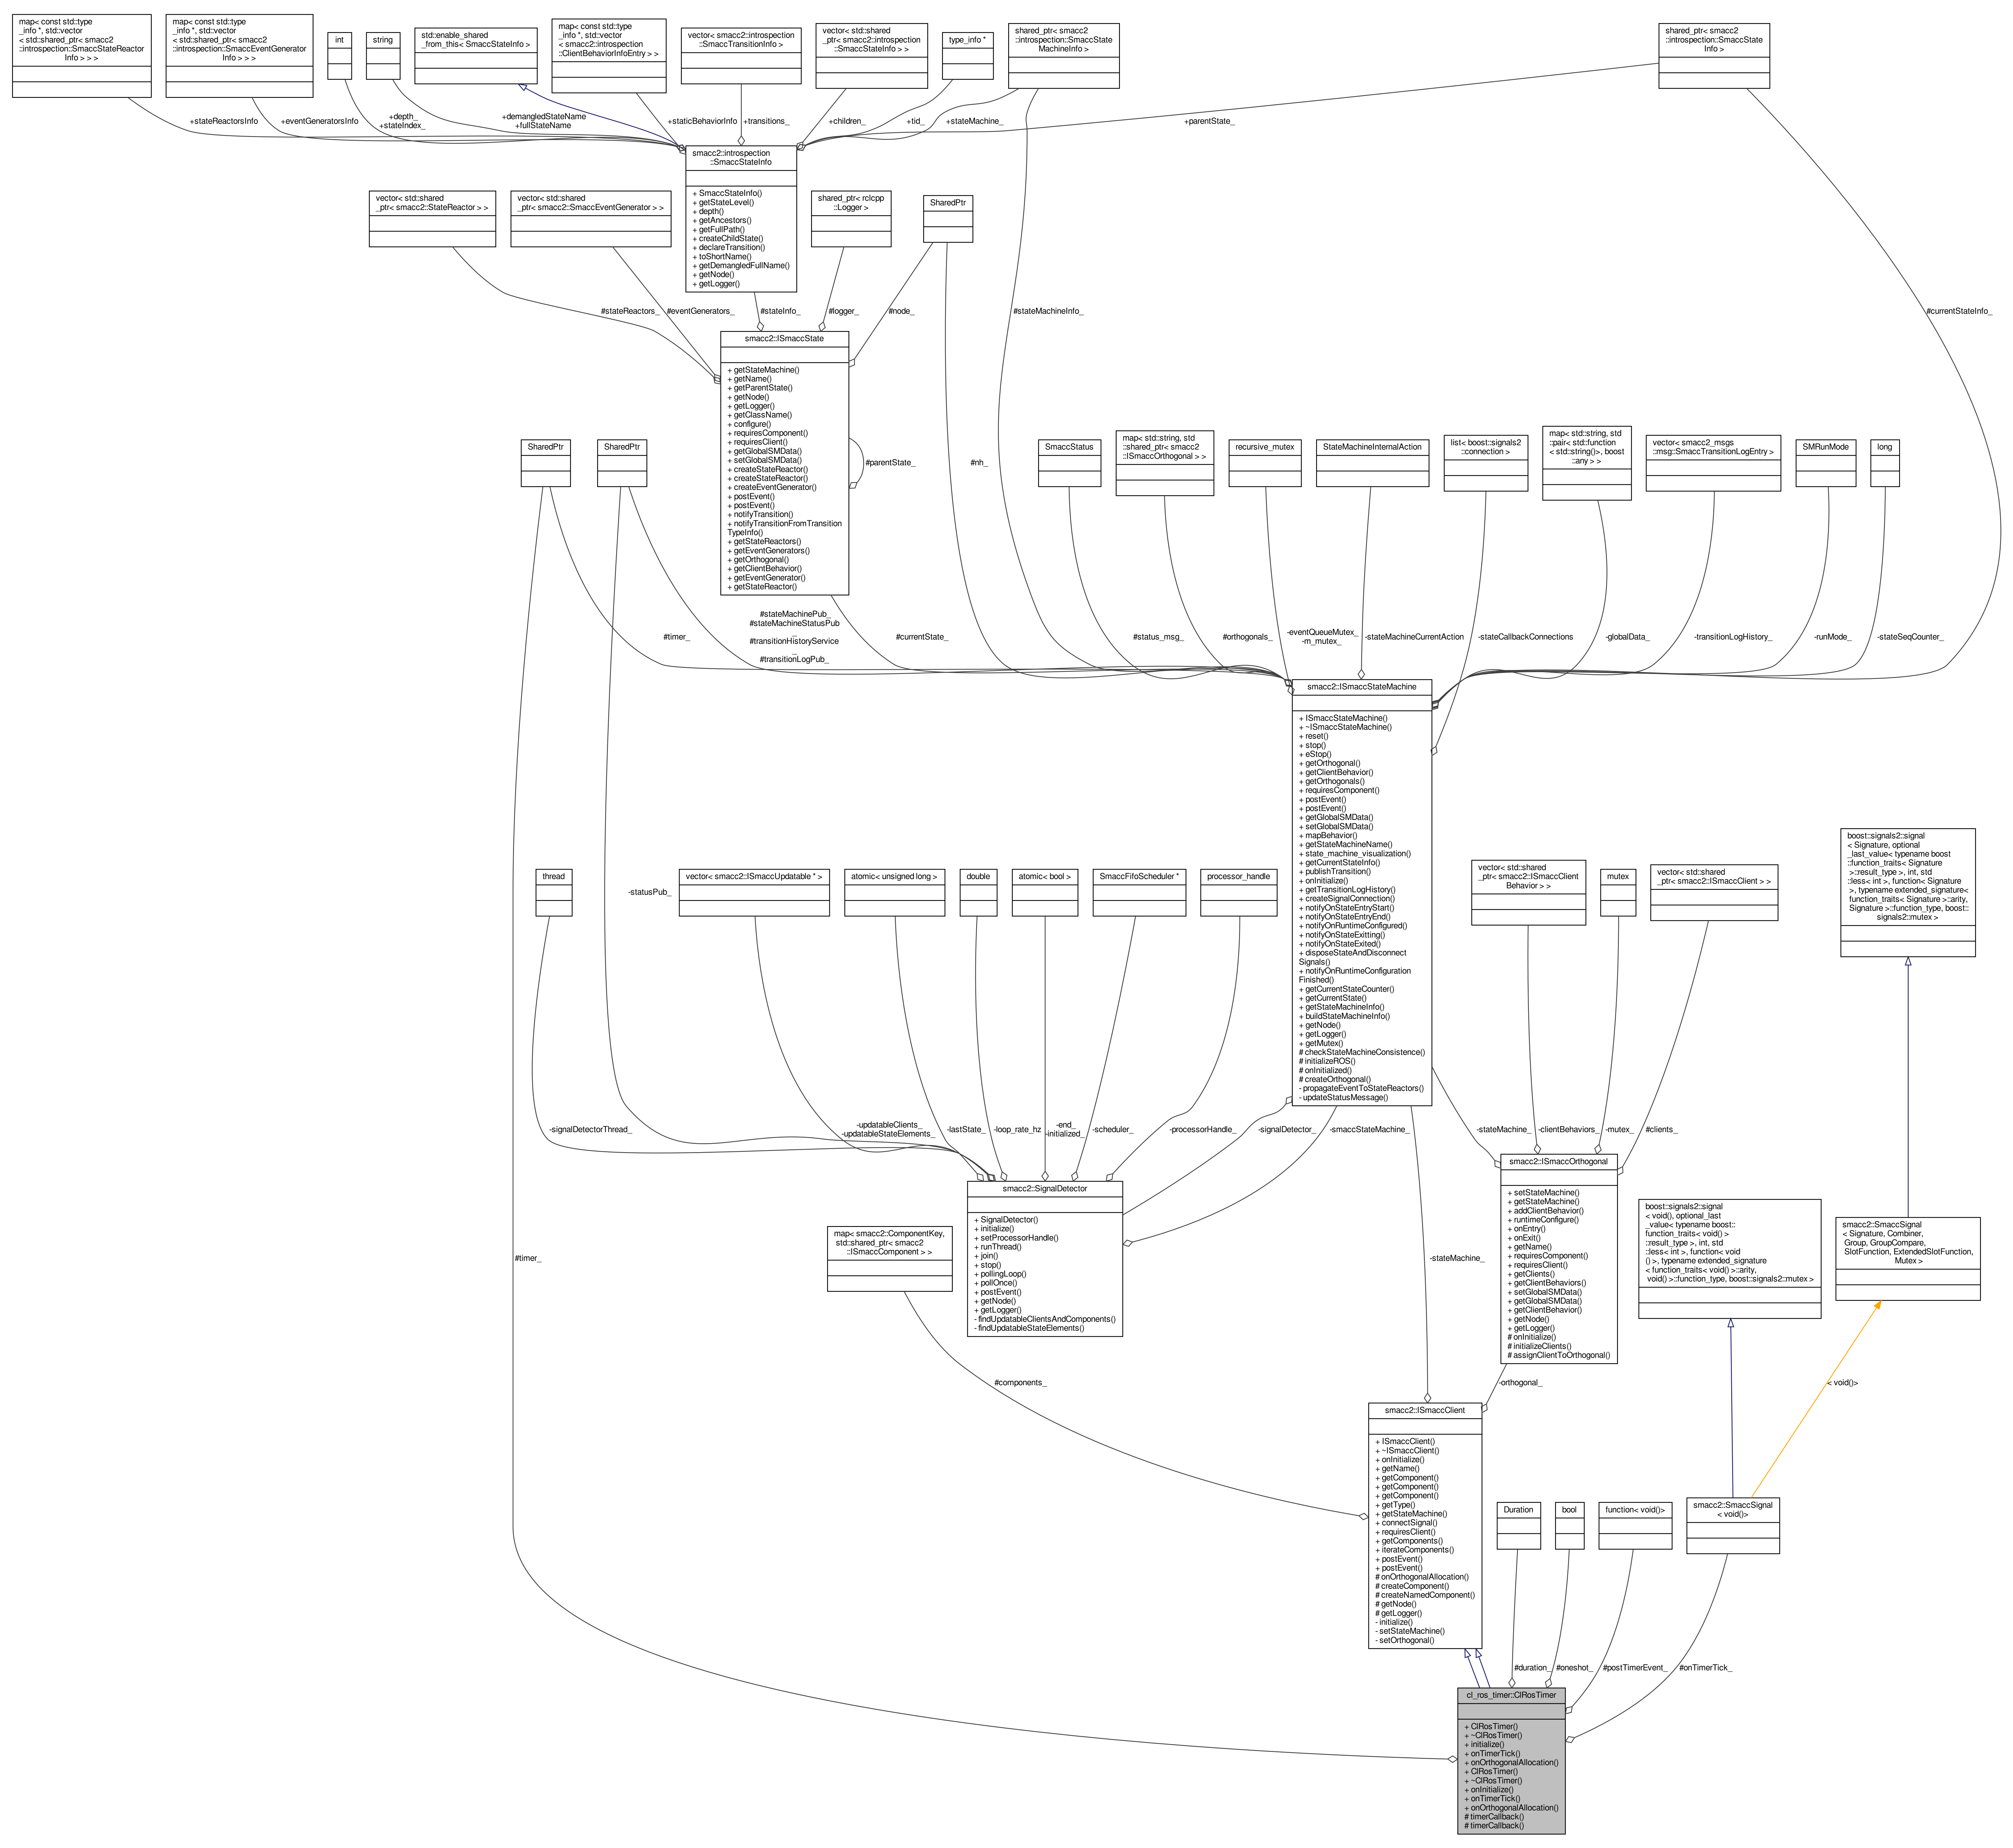 map< const std::type
_info *, std::vector
< std::shared_ptr< smacc2
::introspection::SmaccStateReactor
Info > > >
map< const std::type
_info *, std::vector
< std::shared_ptr< smacc2
::introspection::SmaccEventGenerator
Info > > >
int
string
std::enable_shared
_from_this< SmaccStateInfo >
map< const std::type
_info *, std::vector
< smacc2::introspection
::ClientBehaviorInfoEntry > >
vector< smacc2::introspection
::SmaccTransitionInfo >
vector< std::shared
_ptr< smacc2::introspection
::SmaccStateInfo > >
type_info *
shared_ptr< smacc2
::introspection::SmaccState
MachineInfo >
shared_ptr< smacc2
::introspection::SmaccState
Info >
+stateReactorsInfo
+eventGeneratorsInfo
+depth_
+stateIndex_
+demangledStateName
+fullStateName
+staticBehaviorInfo
+transitions_
+children_
+tid_
+stateMachine_
+parentState_
smacc2::introspection
::SmaccStateInfo
+ SmaccStateInfo()
+ getStateLevel()
+ depth()
+ getAncestors()
+ getFullPath()
+ createChildState()
+ declareTransition()
+ toShortName()
+ getDemangledFullName()
+ getNode()
+ getLogger()
vector< std::shared
_ptr< smacc2::StateReactor > >
vector< std::shared
_ptr< smacc2::SmaccEventGenerator > >
shared_ptr< rclcpp
::Logger >
SharedPtr
#stateReactors_
#eventGenerators_
#stateInfo_
#logger_
#node_
#stateMachineInfo_
#currentStateInfo_
smacc2::ISmaccState
+ getStateMachine()
+ getName()
+ getParentState()
+ getNode()
+ getLogger()
+ getClassName()
+ configure()
+ requiresComponent()
+ requiresClient()
+ getGlobalSMData()
+ setGlobalSMData()
+ createStateReactor()
+ createStateReactor()
+ createEventGenerator()
+ postEvent()
+ postEvent()
+ notifyTransition()
+ notifyTransitionFromTransition
TypeInfo()
+ getStateReactors()
+ getEventGenerators()
+ getOrthogonal()
+ getClientBehavior()
+ getEventGenerator()
+ getStateReactor()
#parentState_
#nh_
SharedPtr
SharedPtr
SmaccStatus
map< std::string, std
::shared_ptr< smacc2
::ISmaccOrthogonal > >
recursive_mutex
StateMachineInternalAction
list< boost::signals2
::connection >
map< std::string, std
::pair< std::function
< std::string()>, boost
::any > >
vector< smacc2_msgs
::msg::SmaccTransitionLogEntry >
SMRunMode
long
#timer_
#stateMachinePub_
#stateMachineStatusPub
_
#transitionHistoryService
_
#transitionLogPub_
#currentState_
#status_msg_
#orthogonals_
-eventQueueMutex_
-m_mutex_
-stateMachineCurrentAction
-stateCallbackConnections
-globalData_
-transitionLogHistory_
-runMode_
-stateSeqCounter_
smacc2::ISmaccStateMachine
+ ISmaccStateMachine()
+ ~ISmaccStateMachine()
+ reset()
+ stop()
+ eStop()
+ getOrthogonal()
+ getClientBehavior()
+ getOrthogonals()
+ requiresComponent()
+ postEvent()
+ postEvent()
+ getGlobalSMData()
+ setGlobalSMData()
+ mapBehavior()
+ getStateMachineName()
+ state_machine_visualization()
+ getCurrentStateInfo()
+ publishTransition()
+ onInitialize()
+ getTransitionLogHistory()
+ createSignalConnection()
+ notifyOnStateEntryStart()
+ notifyOnStateEntryEnd()
+ notifyOnRuntimeConfigured()
+ notifyOnStateExitting()
+ notifyOnStateExited()
+ disposeStateAndDisconnect
Signals()
+ notifyOnRuntimeConfiguration
Finished()
+ getCurrentStateCounter()
+ getCurrentState()
+ getStateMachineInfo()
+ buildStateMachineInfo()
+ getNode()
+ getLogger()
+ getMutex()
# checkStateMachineConsistence()
# initializeROS()
# onInitialized()
# createOrthogonal()
- propagateEventToStateReactors()
- updateStatusMessage()
thread
-statusPub_
vector< smacc2::ISmaccUpdatable * >
atomic< unsigned long >
double
atomic< bool >
SmaccFifoScheduler *
processor_handle
vector< std::shared
_ptr< smacc2::ISmaccClient
Behavior > >
mutex
vector< std::shared
_ptr< smacc2::ISmaccClient > >
boost::signals2::signal
< Signature, optional
_last_value< typename boost
::function_traits< Signature
>::result_type >, int, std
::less< int >, function< Signature
>, typename extended_signature<
function_traits< Signature >::arity,
Signature >::function_type, boost::
signals2::mutex >
-signalDetectorThread_
-updatableClients_
-updatableStateElements_
-lastState_
-loop_rate_hz
-end_
-initialized_
-scheduler_
-processorHandle_
-signalDetector_
-smaccStateMachine_
-stateMachine_
-clientBehaviors_
-mutex_
#clients_
smacc2::SignalDetector
+ SignalDetector()
+ initialize()
+ setProcessorHandle()
+ runThread()
+ join()
+ stop()
+ pollingLoop()
+ pollOnce()
+ postEvent()
+ getNode()
+ getLogger()
- findUpdatableClientsAndComponents()
- findUpdatableStateElements()
smacc2::ISmaccOrthogonal
+ setStateMachine()
+ getStateMachine()
+ addClientBehavior()
+ runtimeConfigure()
+ onEntry()
+ onExit()
+ getName()
+ requiresComponent()
+ requiresClient()
+ getClients()
+ getClientBehaviors()
+ setGlobalSMData()
+ getGlobalSMData()
+ getClientBehavior()
+ getNode()
+ getLogger()
# onInitialize()
# initializeClients()
# assignClientToOrthogonal()
boost::signals2::signal
< void(), optional_last
_value< typename boost::
function_traits< void() >
::result_type >, int, std
::less< int >, function< void
() >, typename extended_signature
< function_traits< void() >::arity,
void() >::function_type, boost::signals2::mutex >
smacc2::SmaccSignal
< Signature, Combiner,
Group, GroupCompare,
SlotFunction, ExtendedSlotFunction,
Mutex >
map< smacc2::ComponentKey,
std::shared_ptr< smacc2
::ISmaccComponent > >
#timer_
-stateMachine_
#components_
-orthogonal_
< void()>
smacc2::ISmaccClient
+ ISmaccClient()
+ ~ISmaccClient()
+ onInitialize()
+ getName()
+ getComponent()
+ getComponent()
+ getComponent()
+ getType()
+ getStateMachine()
+ connectSignal()
+ requiresClient()
+ getComponents()
+ iterateComponents()
+ postEvent()
+ postEvent()
# onOrthogonalAllocation()
# createComponent()
# createNamedComponent()
# getNode()
# getLogger()
- initialize()
- setStateMachine()
- setOrthogonal()
Duration
bool
function< void()>
smacc2::SmaccSignal
< void()>
#duration_
#oneshot_
#postTimerEvent_
#onTimerTick_
cl_ros_timer::ClRosTimer
+ ClRosTimer()
+ ~ClRosTimer()
+ initialize()
+ onTimerTick()
+ onOrthogonalAllocation()
+ ClRosTimer()
+ ~ClRosTimer()
+ onInitialize()
+ onTimerTick()
+ onOrthogonalAllocation()
# timerCallback()
# timerCallback()